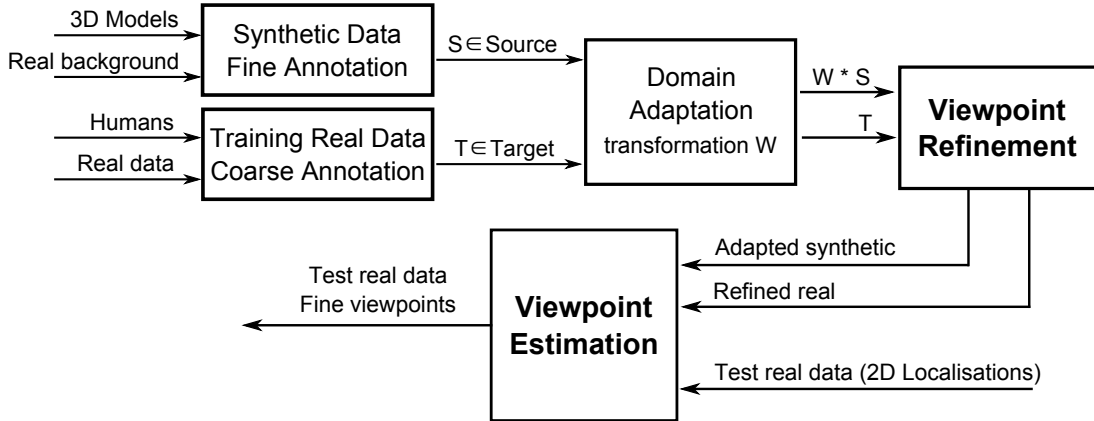 3D Models
Real background
Synthetic Data
Fine Annotation
S∈Source
Humans
Real data
Training Real Data
Coarse Annotation
T∈Target
Domain
Adaptation
transformation W
W * S
T
Viewpoint
Refinement
Adapted synthetic
Refined real
Test real data (2D Localisations)
Viewpoint
Estimation
Test real data
Fine viewpoints